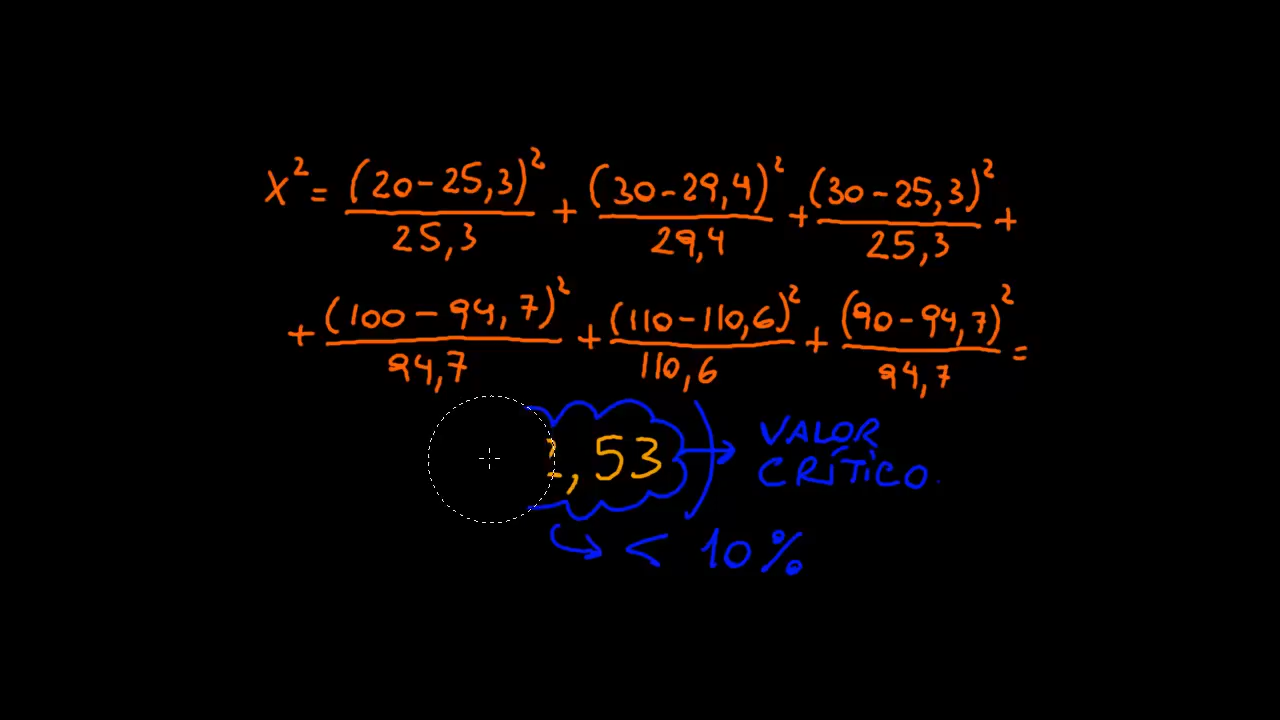 X² = (20-25,3)²/25,3 + (30-29,4)²/29,4 + (30-25,3)²/25,3 +
+ (100-94,7)²/94,7 + (110-110,6)²/110,6 + (90-94,7)²/94,7 =
,53 VALOR
CRÍTICO.
< 10%